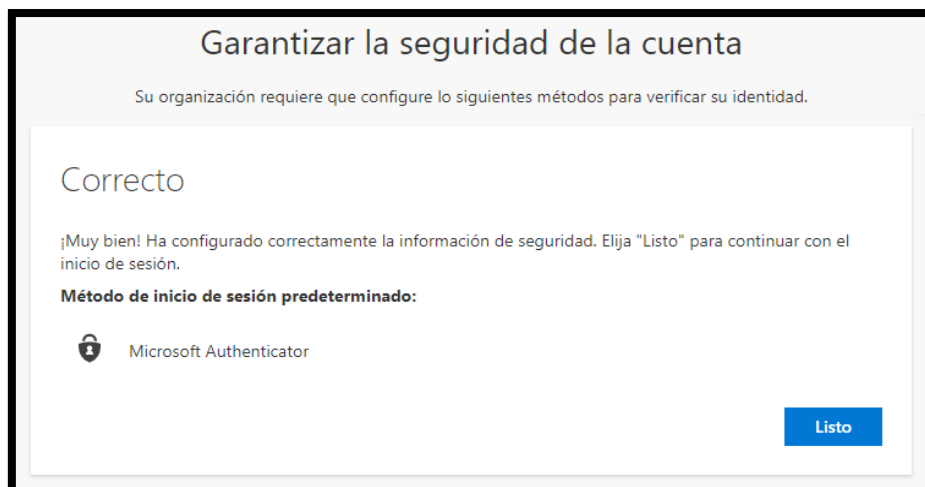 Garantizar la seguridad de la cuenta
Su organización requiere que configure lo siguientes métodos para verificar su identidad.
Correcto
¡Muy bien! Ha configurado correctamente la información de seguridad. Elija "Listo" para continuar con el
inicio de sesión.
Método de inicio de sesión predeterminado:
Microsoft Authenticator
Listo